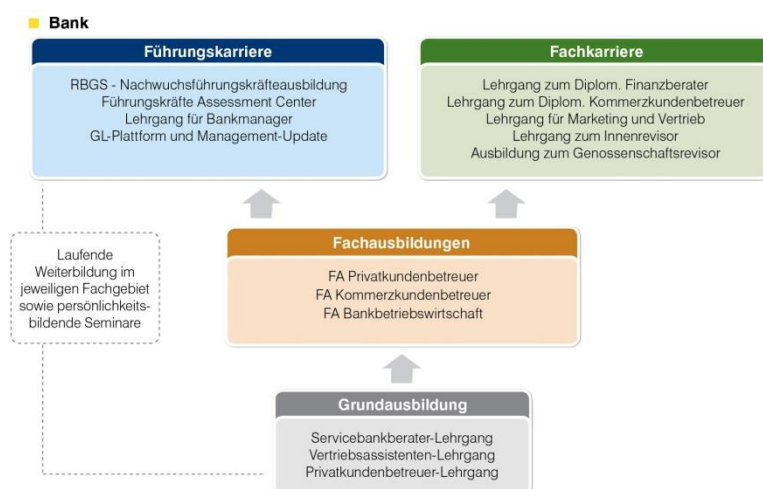 Bank
Führungskarriere
RBGS - Nachwuchsführungskräfteausbildung
Führungskräfte Assessment Center
Lehrgang für Bankmanager
GL-Plattform und Management-Update
Fachkarriere
Lehrgang zum Diplom. Finanzberater
Lehrgang zum Diplom. Kommerzkundenbetreuer
Lehrgang für Marketing und Vertrieb
Lehrgang zum Innenrevisor
Ausbildung zum Genossenschaftsrevisor
Laufende
Weiterbildung im
jeweiligen Fachgebiet
sowie persönlichkeits-
bildende Seminare
Fachausbildungen
FA Privatkundenbetreuer
FA Kommerzkundenbetreuer
FA Bankbetriebswirtschaft
Grundausbildung
Servicebankberater-Lehrgang
Vertriebsassistenten-Lehrgang
Privatkundenbetreuer-Lehrgang